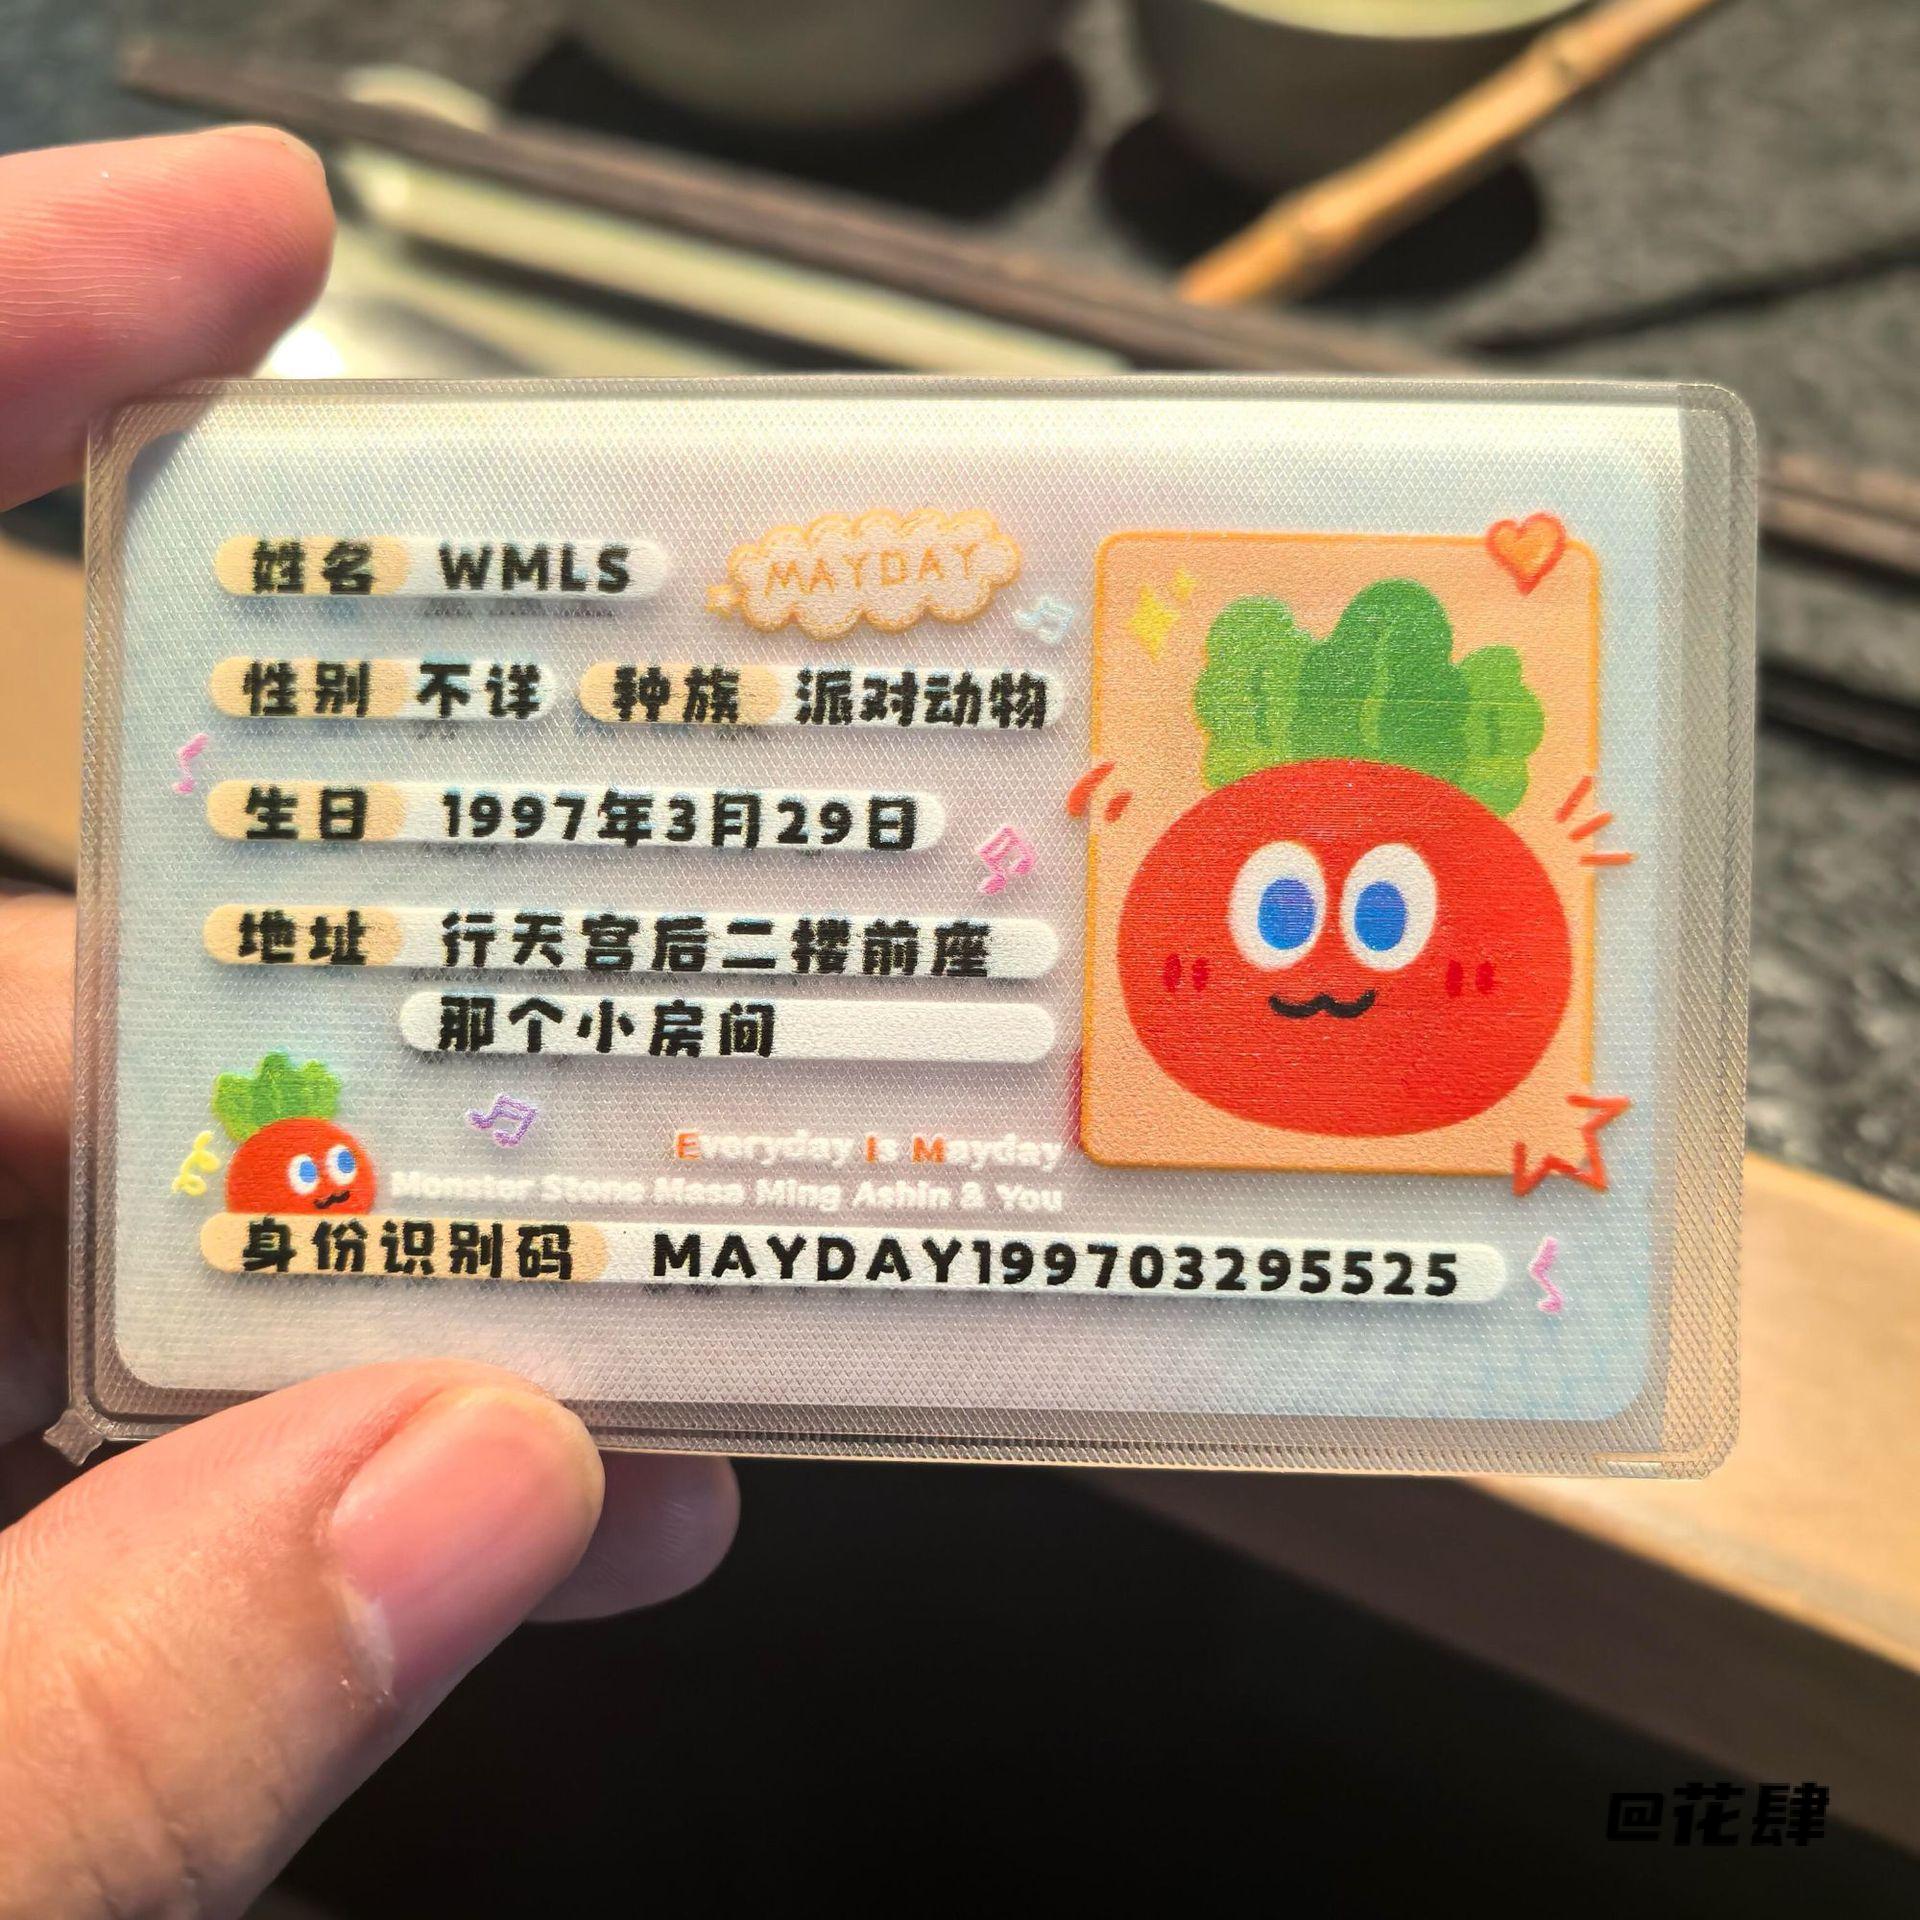 姓名 WMLS
MAYDAY
性别 不详 种族 派对动物
生日 1997年3月29日
地址 行天宫后二楼前座
那个小房间
Everyday Is Mayday
Monster Stone Masa Ming Ashin & You
身份识别码 MAYDAY199703295525
@花肆